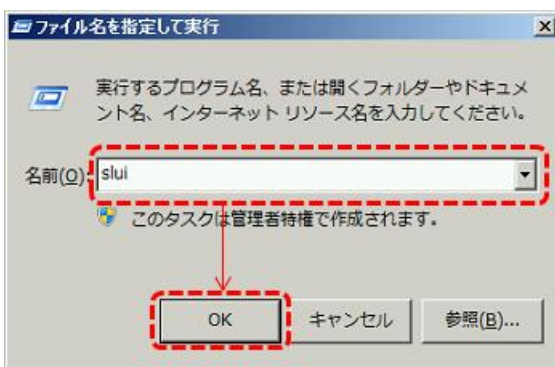 ファイル名を指定して実行
実行するプログラム名、または開くフォルダーやドキュメ
ント名、インターネット リソース名を入力してください。
名前(O): slui
このタスクは管理者特権で作成されます。
OK キャンセル 参照(B)...